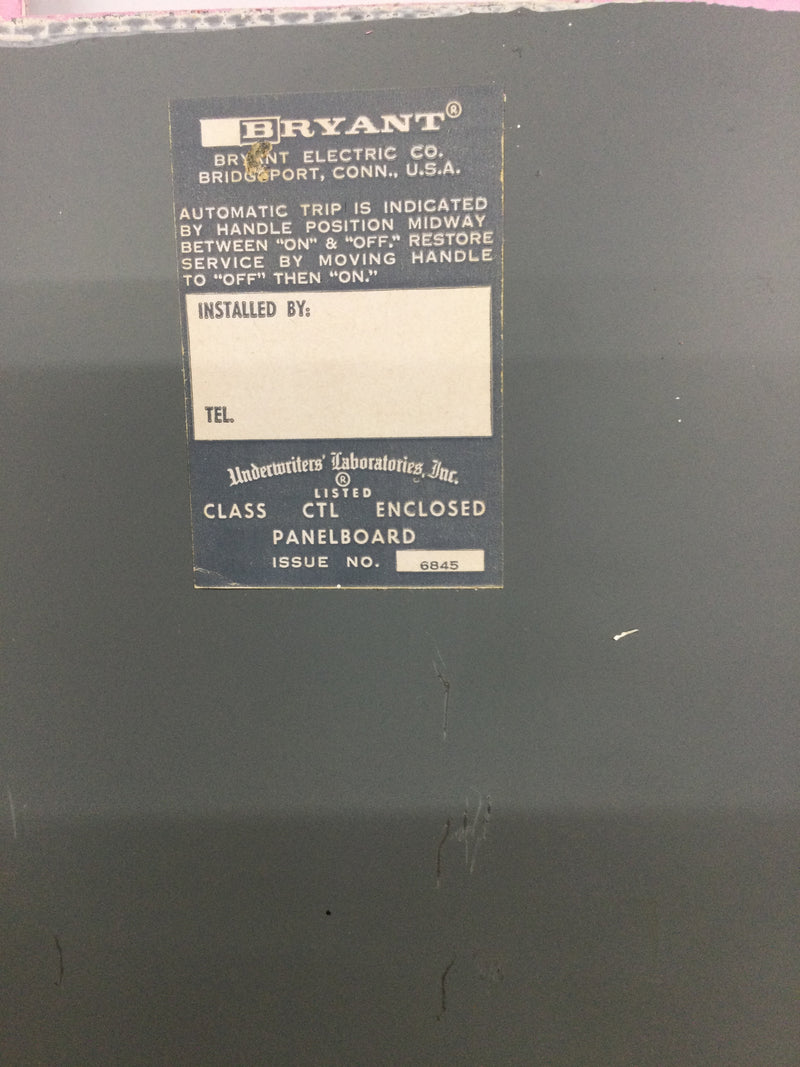 BRYANT®
BRYANT ELECTRIC CO.
BRIDGEPORT, CONN., U.S.A.
AUTOMATIC TRIP IS INDICATED
BY HANDLE POSITION MIDWAY
BETWEEN "ON" & "OFF." RESTORE
SERVICE BY MOVING HANDLE
TO "OFF" THEN "ON."
INSTALLED BY:
TEL.
Underwriters' Laboratories, Inc.
®
LISTED
CLASS CTL ENCLOSED
PANELBOARD
ISSUE NO. 6845